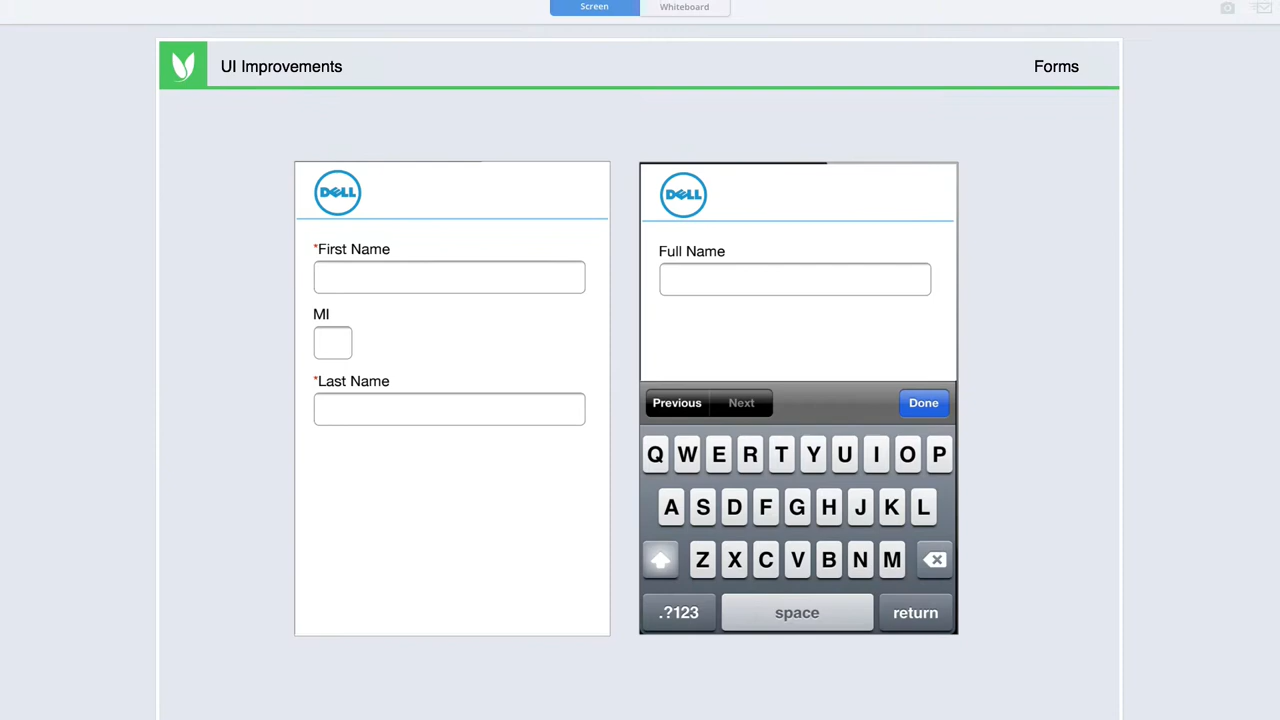 Screen
Whiteboard
UI Improvements
Forms
DELL
*First Name
MI
*Last Name
DELL
Full Name
Previous Next Done
Q W E R T Y U I O P
A S D F G H J K L
Z X C V B N M
.?123 space return